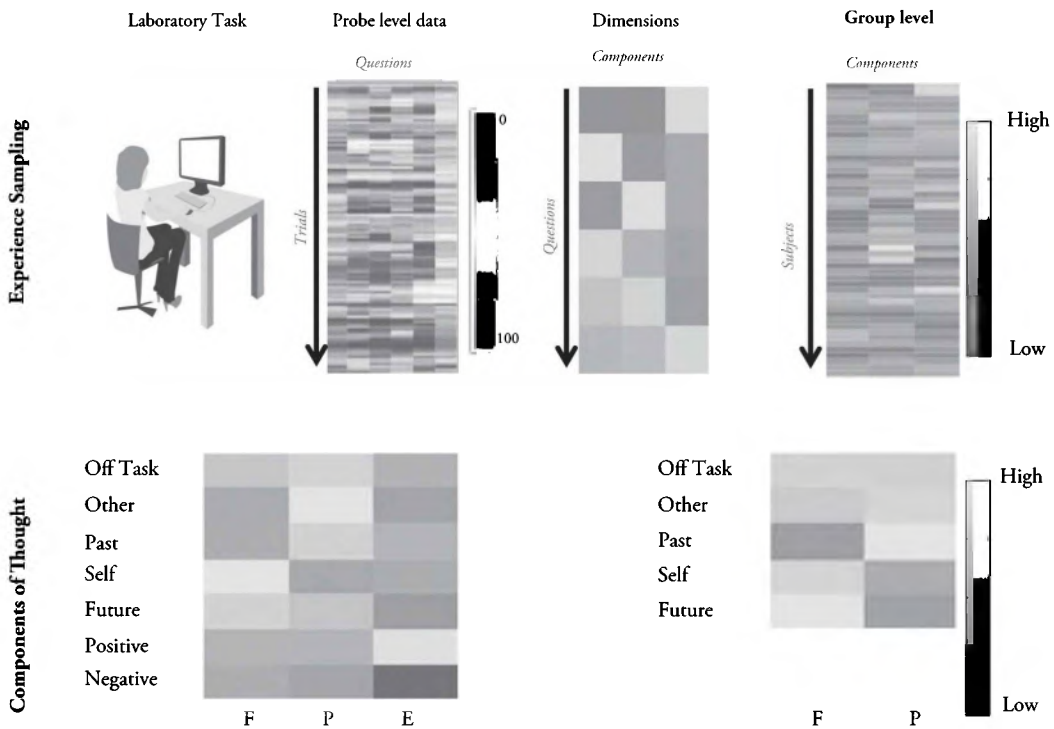 Laboratory Task
Probe level data
Dimensions
Group level
Questions
Components
Components
Experience Sampling
Trials
0
100
Questions
Subjects
High
Low
Components of Thought
Off Task
Other
Past
Self
Future
Positive
Negative
F P E
Off Task
Other
Past
Self
Future
F P
High
Low